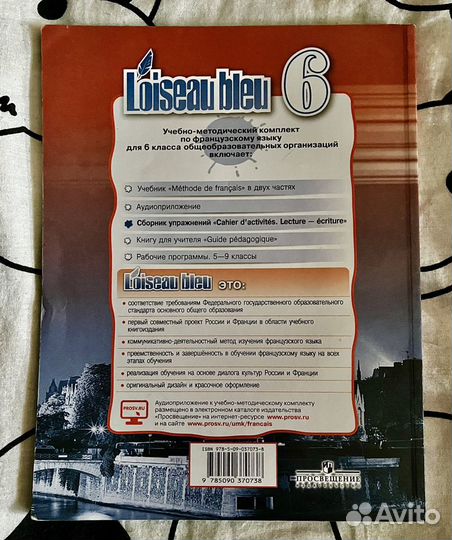 L'oiseau bleu 6
Учебно-методический комплект
по французскому языку
для 6 класса общеобразовательных организаций
включает:
Учебник «Méthode de français» в двух частях
Аудиоприложение
Сборник упражнений «Cahier d'activités. Lecture — écriture»
Книгу для учителя «Guide pédagogique»
Рабочие программы. 5—9 классы
L'oiseau bleu это:
• соответствие требованиям Федерального государственного образовательного
стандарта основного общего образования
• первый совместный проект России и Франции в области учебного
книгоиздания
• коммуникативно-деятельностный метод изучения французского языка
• преемственность и завершённость в обучении французскому языку на всех
этапах обучения
• реализация обучения на основе диалога культур России и Франции
• оригинальный дизайн и красочное оформление
PROSV.RU
Аудиоприложение к учебно-методическому комплекту
размещено в электронном каталоге издательства
«Просвещение» на интернет-ресурсе www.prosv.ru
и на сайте www.prosv.ru/umk/francais
ISBN 978-5-09-037073-8
9 785090 370738
ПРОСВЕЩЕНИЕ
Avito